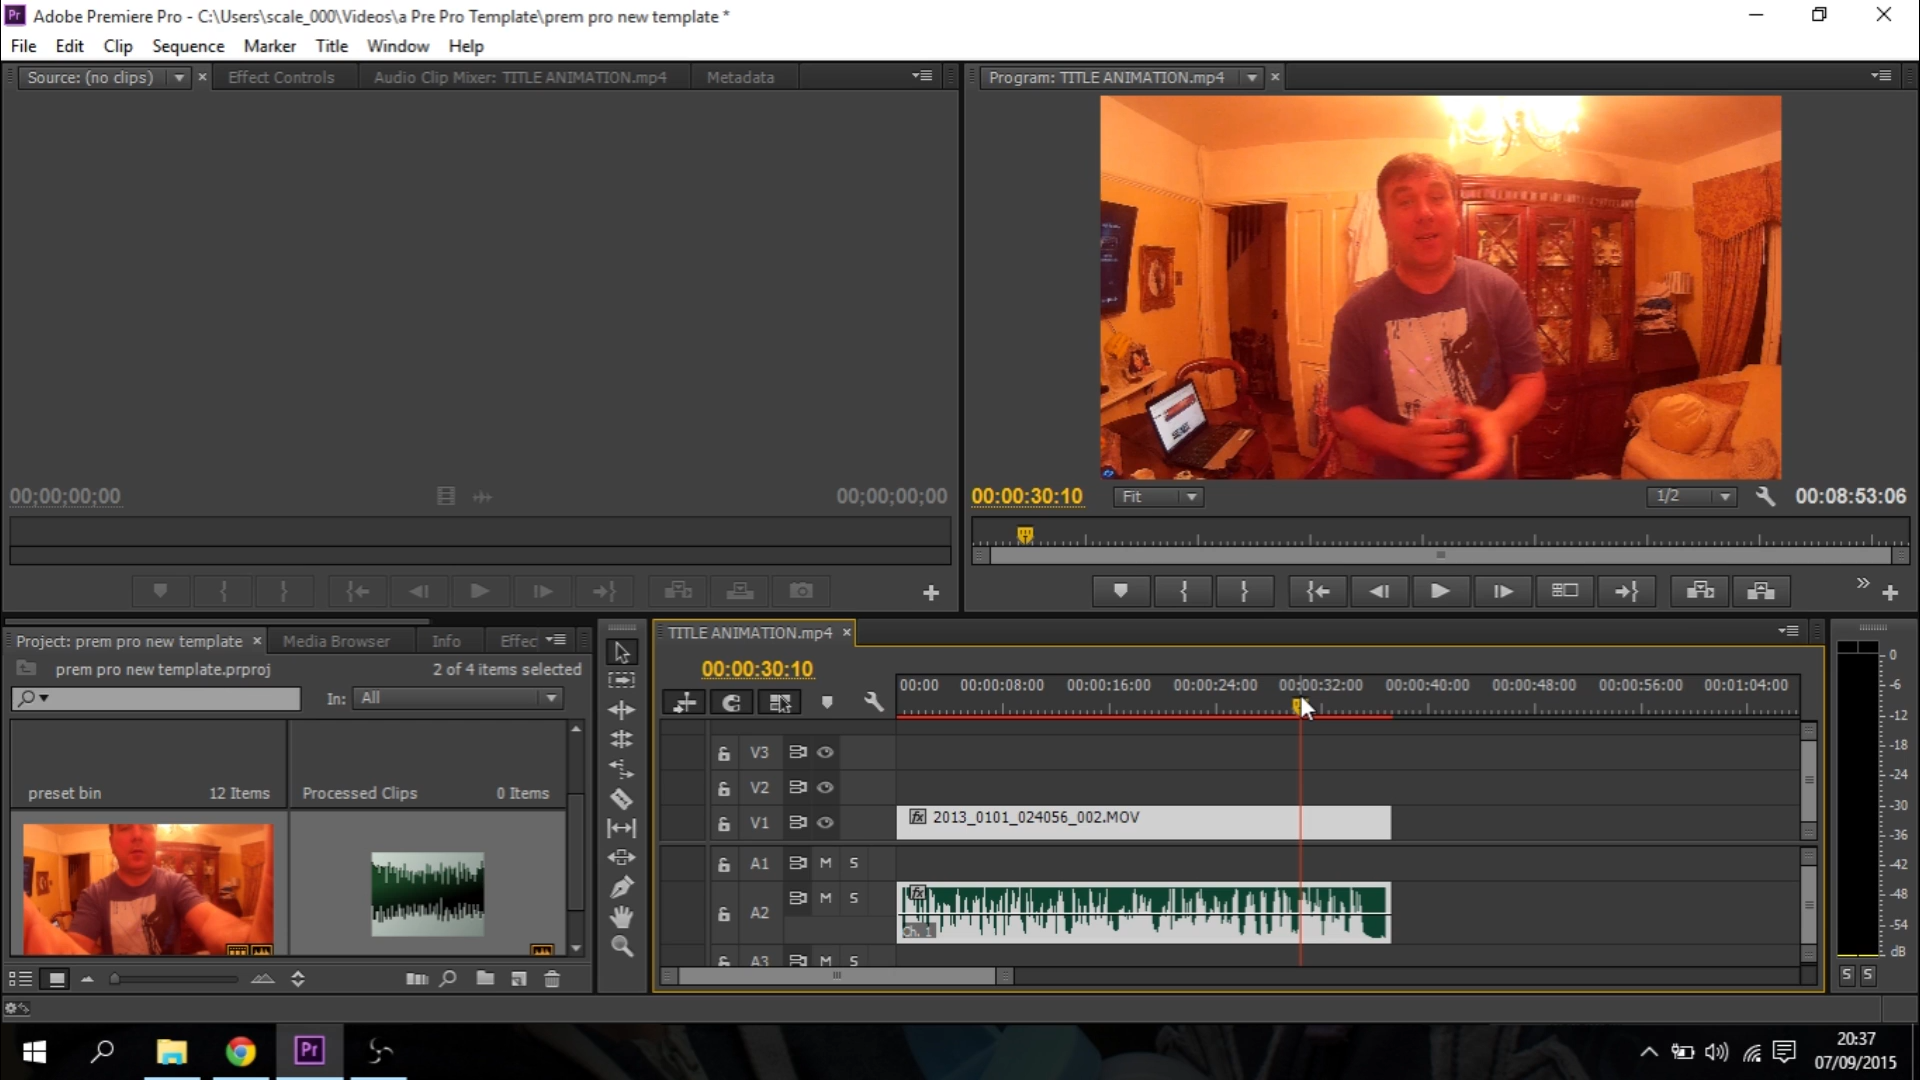 Pr Adobe Premiere Pro - C:\Users\scale_000\Videos\a Pre Pro Template\prem pro new template *
File Edit Clip Sequence Marker Title Window Help
Source: (no clips) Effect Controls Audio Clip Mixer: TITLE ANIMATION.mp4 Metadata
Program: TITLE ANIMATION.mp4
00;00;00;00 00;00;00;00
00:00:30:10 Fit 1/2 00:08:53:06
Project: prem pro new template Media Browser Info Effec
prem pro new template.prproj 2 of 4 items selected
In: All
preset bin 12 Items Processed Clips 0 Items
TITLE ANIMATION.mp4
00:00:30:10
00:00 00:00:08:00 00:00:16:00 00:00:24:00 00:00:32:00 00:00:40:00 00:00:48:00 00:00:56:00 00:01:04:00
V3
V2
V1 fx 2013_0101_024056_002.MOV
A1 M S
A2 M S fx
Ch. 1
A3 M S
0
-6
-12
-18
-24
-30
-36
-42
-48
-54
dB
S S
Pr
20:37
07/09/2015